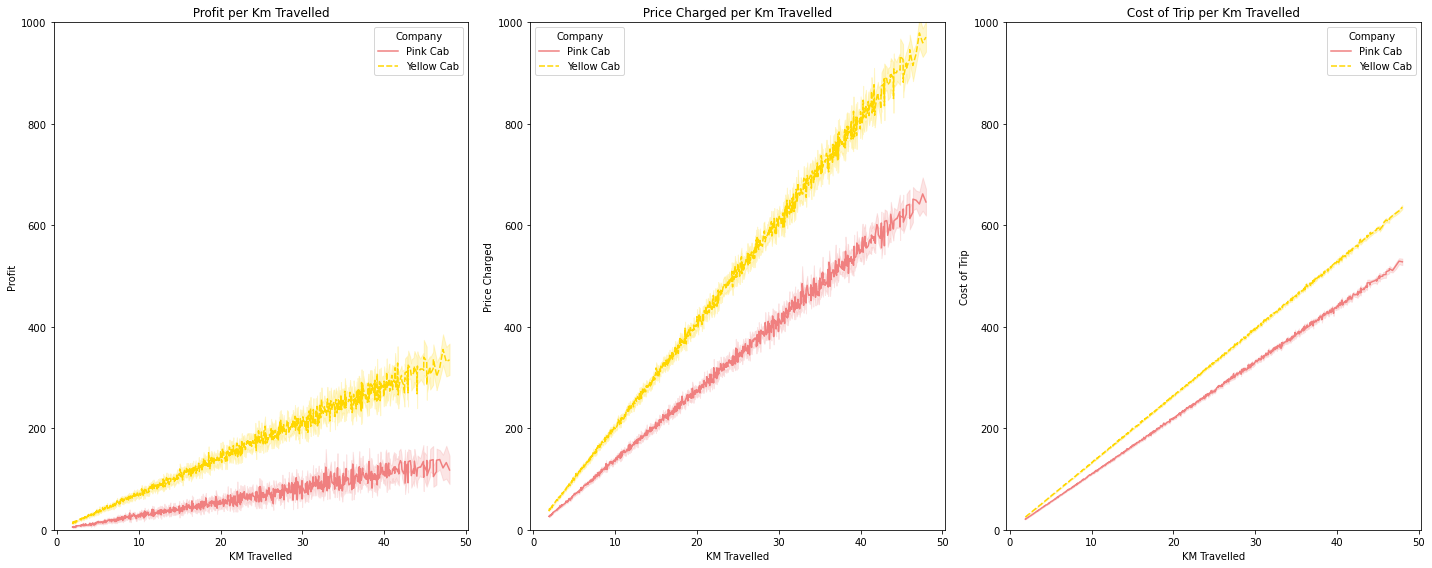 Profit per Km Travelled
Company
Pink Cab
Yellow Cab
1000
800
600
400
200
0
Profit
0 10 20 30 40 50
KM Travelled
Price Charged per Km Travelled
Company
Pink Cab
Yellow Cab
1000
800
600
400
200
0
Price Charged
0 10 20 30 40 50
KM Travelled
Cost of Trip per Km Travelled
Company
Pink Cab
Yellow Cab
1000
800
600
400
200
0
Cost of Trip
0 10 20 30 40 50
KM Travelled